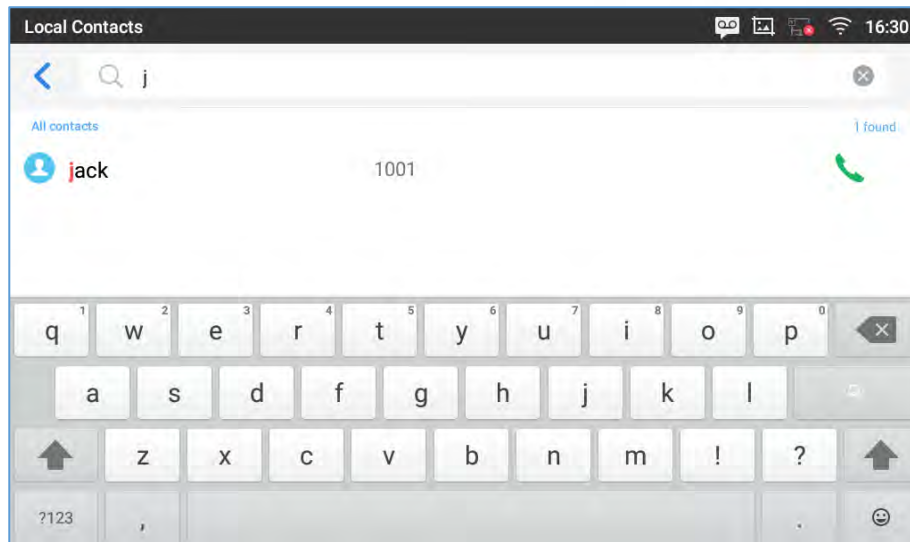 Local Contacts 16:30
j
All contacts 1 found
jack 1001
1 2 3 4 5 6 7 8 9 0
q w e r t y u i o p
a s d f g h j k l
z x c v b n m ! ?
?123 , .